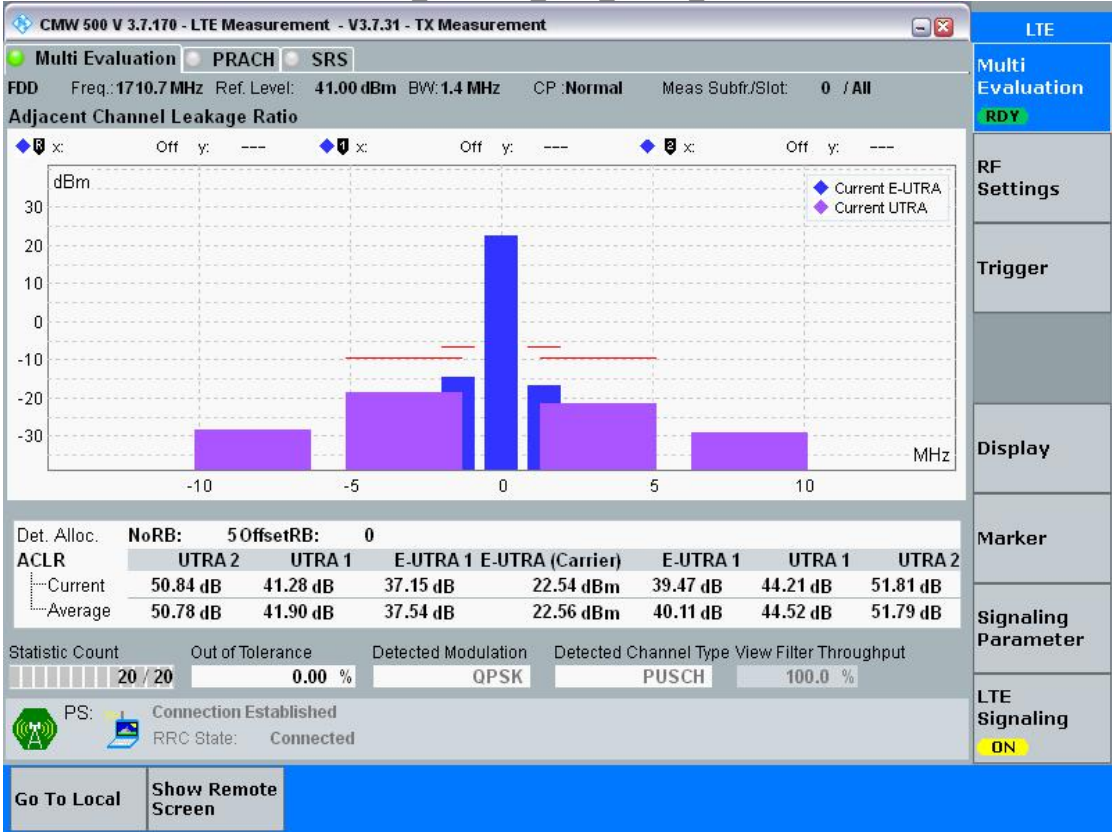 CMW 500 V 3.7.170 - LTE Measurement - V3.7.31 - TX Measurement
LTE
Multi Evaluation PRACH SRS
Multi Evaluation
RDY
FDD Freq.: 1710.7 MHz Ref. Level: 41.00 dBm BW: 1.4 MHz CP :Normal Meas Subfr./Slot: 0 / All
Adjacent Channel Leakage Ratio
R x: Off y: --- 1 x: Off y: --- 2 x: Off y: ---
dBm
Current E-UTRA
Current UTRA
30
20
10
0
-10
-20
-30
MHz
-10 -5 0 5 10
RF Settings
Trigger
Display
Marker
Signaling Parameter
LTE Signaling
ON
Det. Alloc. NoRB: 5 OffsetRB: 0
ACLR UTRA 2 UTRA 1 E-UTRA 1 E-UTRA (Carrier) E-UTRA 1 UTRA 1 UTRA 2
Current 50.84 dB 41.28 dB 37.15 dB 22.54 dBm 39.47 dB 44.21 dB 51.81 dB
Average 50.78 dB 41.90 dB 37.54 dB 22.56 dBm 40.11 dB 44.52 dB 51.79 dB
Statistic Count Out of Tolerance Detected Modulation Detected Channel Type View Filter Throughput
20 / 20 0.00 % QPSK PUSCH 100.0 %
PS: Connection Established
RRC State: Connected
Go To Local
Show Remote Screen